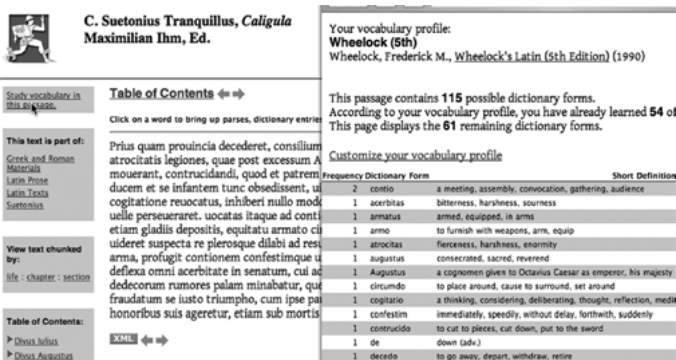 C. Suetonius Tranquillus, Caligula
Maximilian Ihm, Ed.
Study vocabulary in
this passage.
This text is part of:
Greek and Roman
Materials
Latin Prose
Latin Texts
Suetonius
View text chunked
by:
life : chapter : section
Table of Contents:
Divus Iulius
Divus Augustus
Table of Contents
Click on a word to bring up parses, dictionary entries
Prius quam prouincia decederet, consilium
atrocitatis legiones, quae post excessum A
mouerant, contrucidandi, quod et patrem
ducem et se infantem tunc obsedissent, ui
cogitatione reuocatus, inhiberi nullo modo
uelle perseueraret. uocatas itaque ad conti
etiam gladiis depositis, equitatu armato ci
uideret suspecta re plerosque dilabi ad resu
arma, profugit contionem confestimque u
deflexa omni acerbitate in senatum, cui ad
dedecorum rumores palam minabatur, que
fraudatum se iusto triumpho, cum ipse pa
honoribus suis ageretur, etiam sub mortis
XML
Your vocabulary profile:
Wheelock (5th)
Wheelock, Frederick M., Wheelock's Latin (5th Edition) (1990)
This passage contains 115 possible dictionary forms.
According to your vocabulary profile, you have already learned 54 of
This page displays the 61 remaining dictionary forms.
Customize your vocabulary profile
Frequency Dictionary Form Short Definition
2 contio a meeting, assembly, convocation, gathering, audience
1 acerbitas bitterness, harshness, sourness
1 armatus armed, equipped, in arms
1 armo to furnish with weapons, arm, equip
1 atrocitas fierceness, harshness, enormity
1 augustus consecrated, sacred, reverend
1 Augustus a cognomen given to Octavius Caesar as emperor, his majesty
1 circumdo to place around, cause to surround, set around
1 cogitatio a thinking, considering, deliberating, thought, reflection, medi
1 confestim immediately, speedily, without delay, forthwith, suddenly
1 contrucido to cut to pieces, cut down, put to the sword
1 de down (adv.)
1 decedo to go away, depart, withdraw, retire